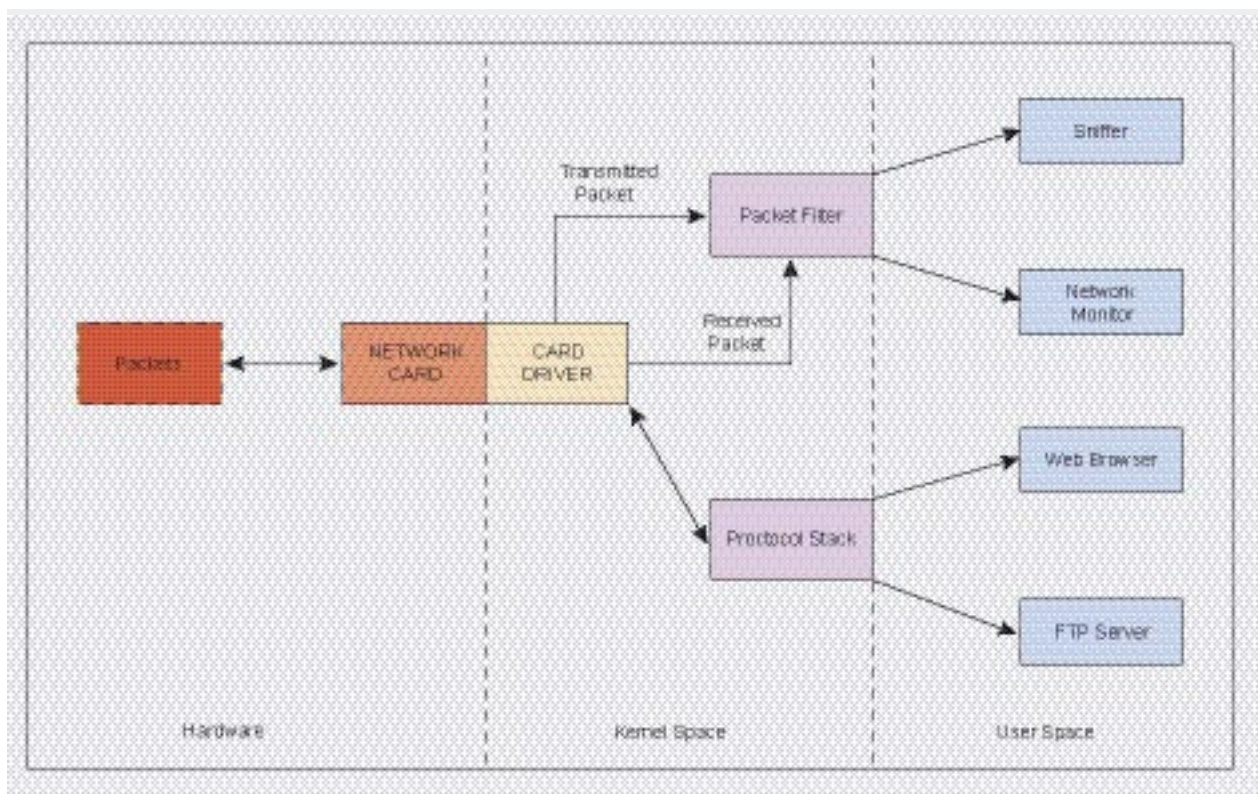 Sniffer
Transmitted
Packet
Packet Filter
Network
Monitor
Received
Packet
Packets
NETWORK
CARD
CARD
DRIVER
Web Browser
Proctocol Stack
FTP Server
Hardware
Kernel Space
User Space